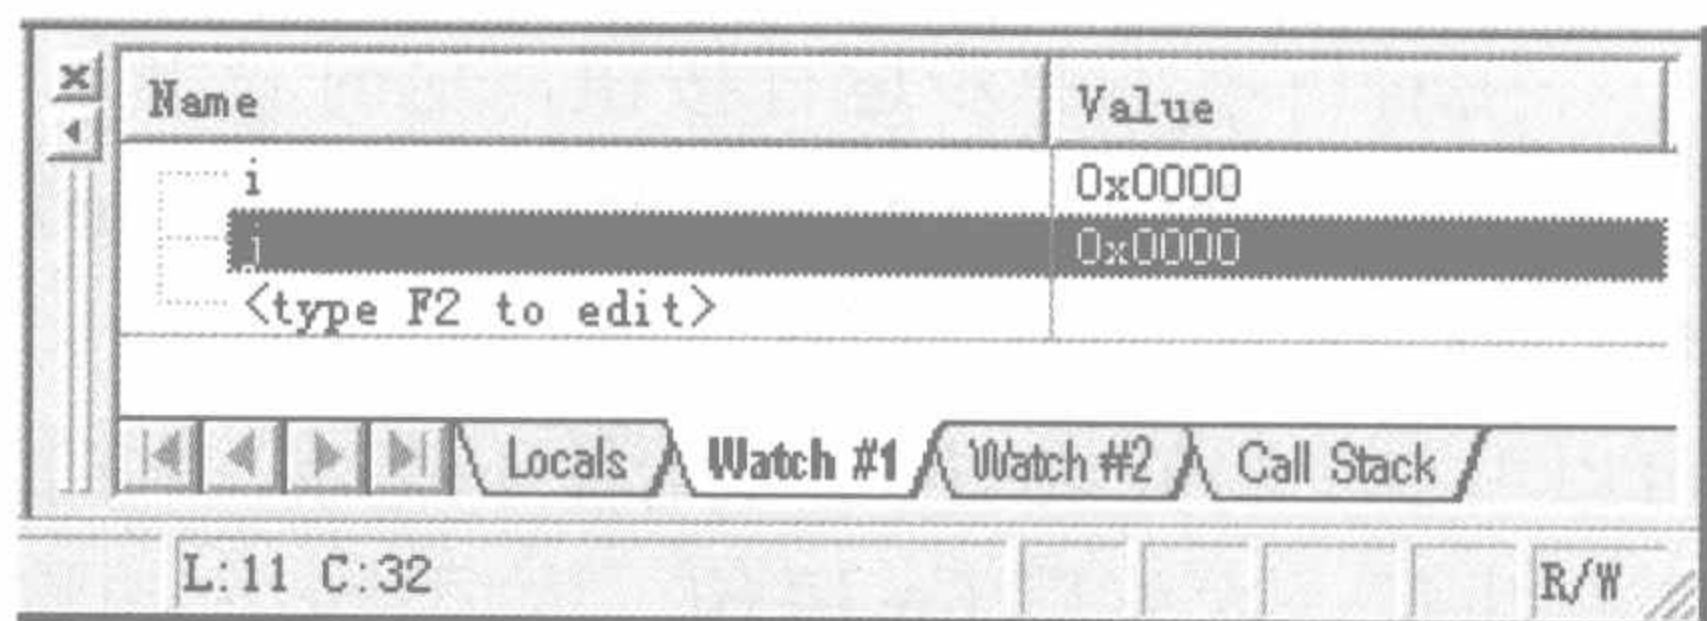 Name Value
i 0x0000
j 0x0000
<type F2 to edit>
Locals Watch #1 Watch #2 Call Stack
L:11 C:32 R/W